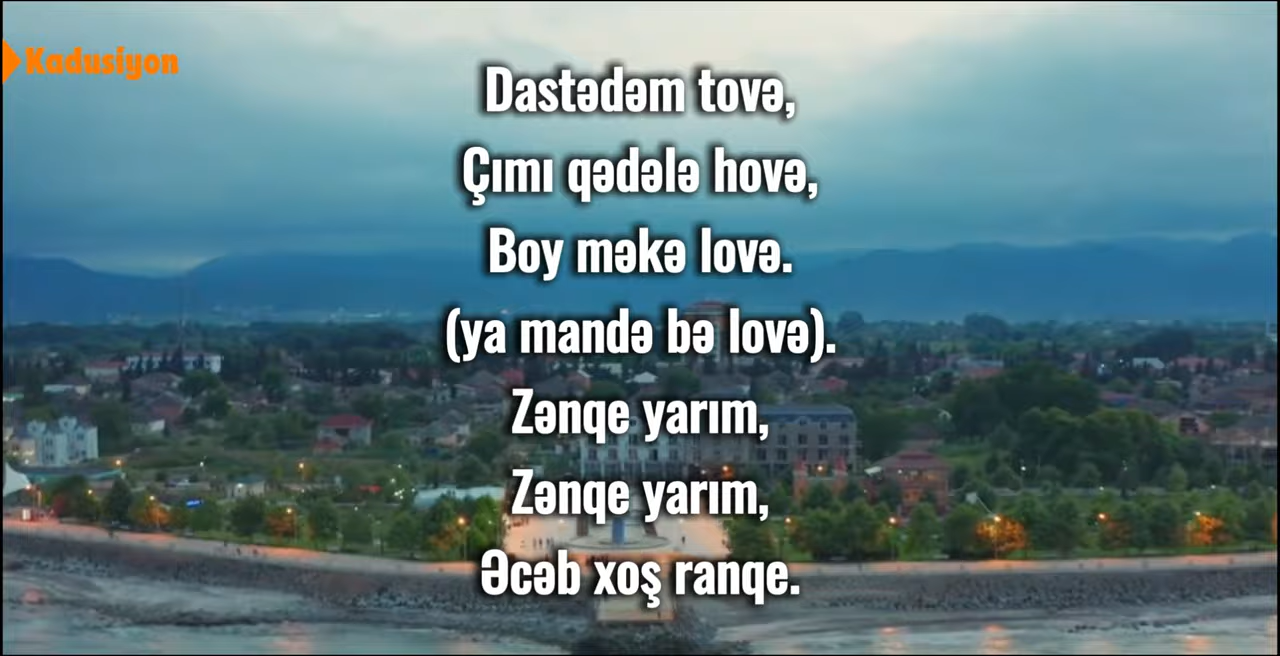 Kadusiyon
Dastədəm tovə,
Çımı qədələ hovə,
Boy məkə lovə.
(ya mandə bə lovə).
Zənqe yarım,
Zənqe yarım,
Əcəb xoş ranqe.